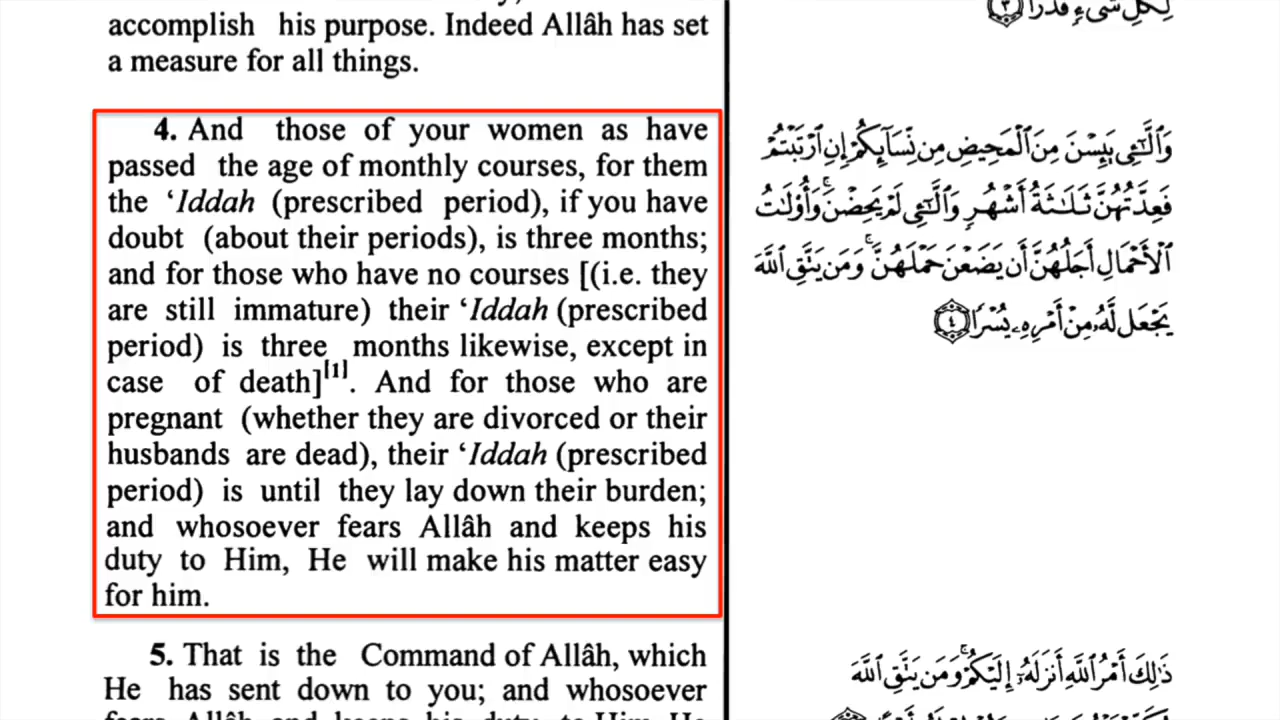 accomplish his purpose. Indeed Allâh has set
a measure for all things.
4. And those of your women as have
passed the age of monthly courses, for them
the ‘Iddah (prescribed period), if you have
doubt (about their periods), is three months;
and for those who have no courses [(i.e. they
are still immature) their ‘Iddah (prescribed
period) is three months likewise, except in
case of death][1]. And for those who are
pregnant (whether they are divorced or their
husbands are dead), their ‘Iddah (prescribed
period) is until they lay down their burden;
and whosoever fears Allâh and keeps his
duty to Him, He will make his matter easy
for him.
5. That is the Command of Allâh, which
He has sent down to you; and whosoever
لِكُلِّ شَىْءٍ قَدْرًا ٣
وَٱلَّٰٓـِٔى يَئِسْنَ مِنَ ٱلْمَحِيضِ مِن نِّسَآئِكُمْ إِنِ ٱرْتَبْتُمْ
فَعِدَّتُهُنَّ ثَلَٰثَةُ أَشْهُرٍ وَٱلَّٰٓـِٔى لَمْ يَحِضْنَ ۚ وَأُو۟لَٰتُ
ٱلْأَحْمَالِ أَجَلُهُنَّ أَن يَضَعْنَ حَمْلَهُنَّ ۚ وَمَن يَتَّقِ ٱللَّهَ
يَجْعَل لَّهُۥ مِنْ أَمْرِهِۦ يُسْرًا ٤
ذَٰلِكَ أَمْرُ ٱللَّهِ أَنزَلَهُۥٓ إِلَيْكُمْ ۚ وَمَن يَتَّقِ ٱللَّهَ